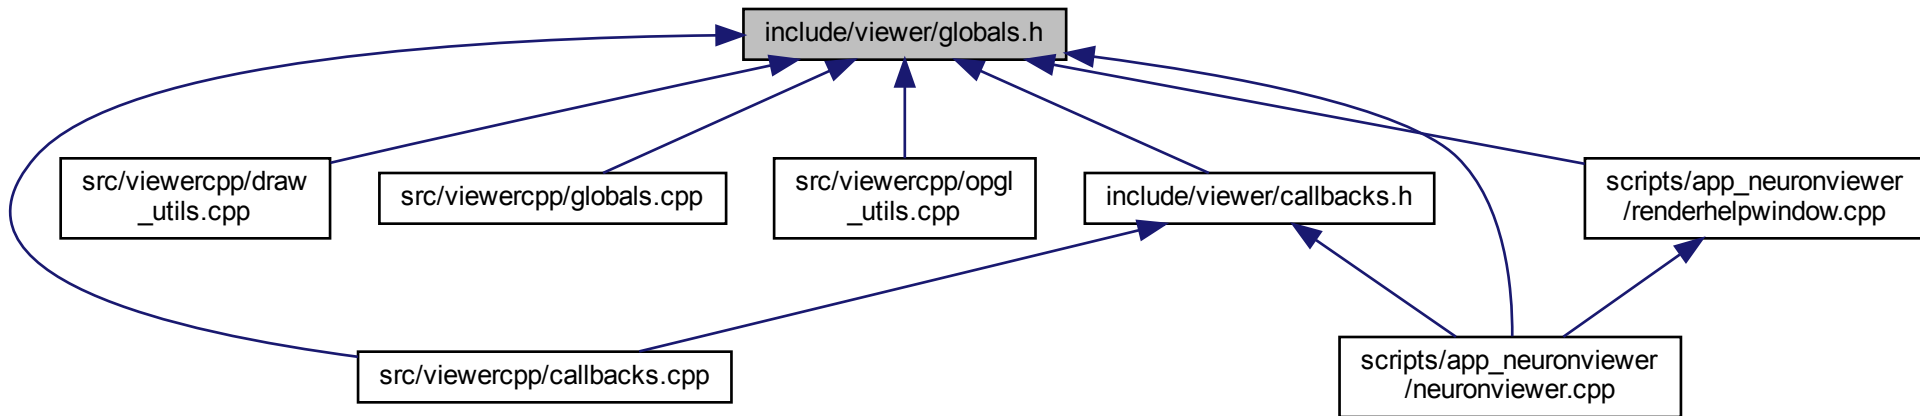 include/viewer/globals.h
src/viewercpp/draw
_utils.cpp
src/viewercpp/globals.cpp
src/viewercpp/opgl
_utils.cpp
include/viewer/callbacks.h
scripts/app_neuronviewer
/renderhelpwindow.cpp
src/viewercpp/callbacks.cpp
scripts/app_neuronviewer
/neuronviewer.cpp